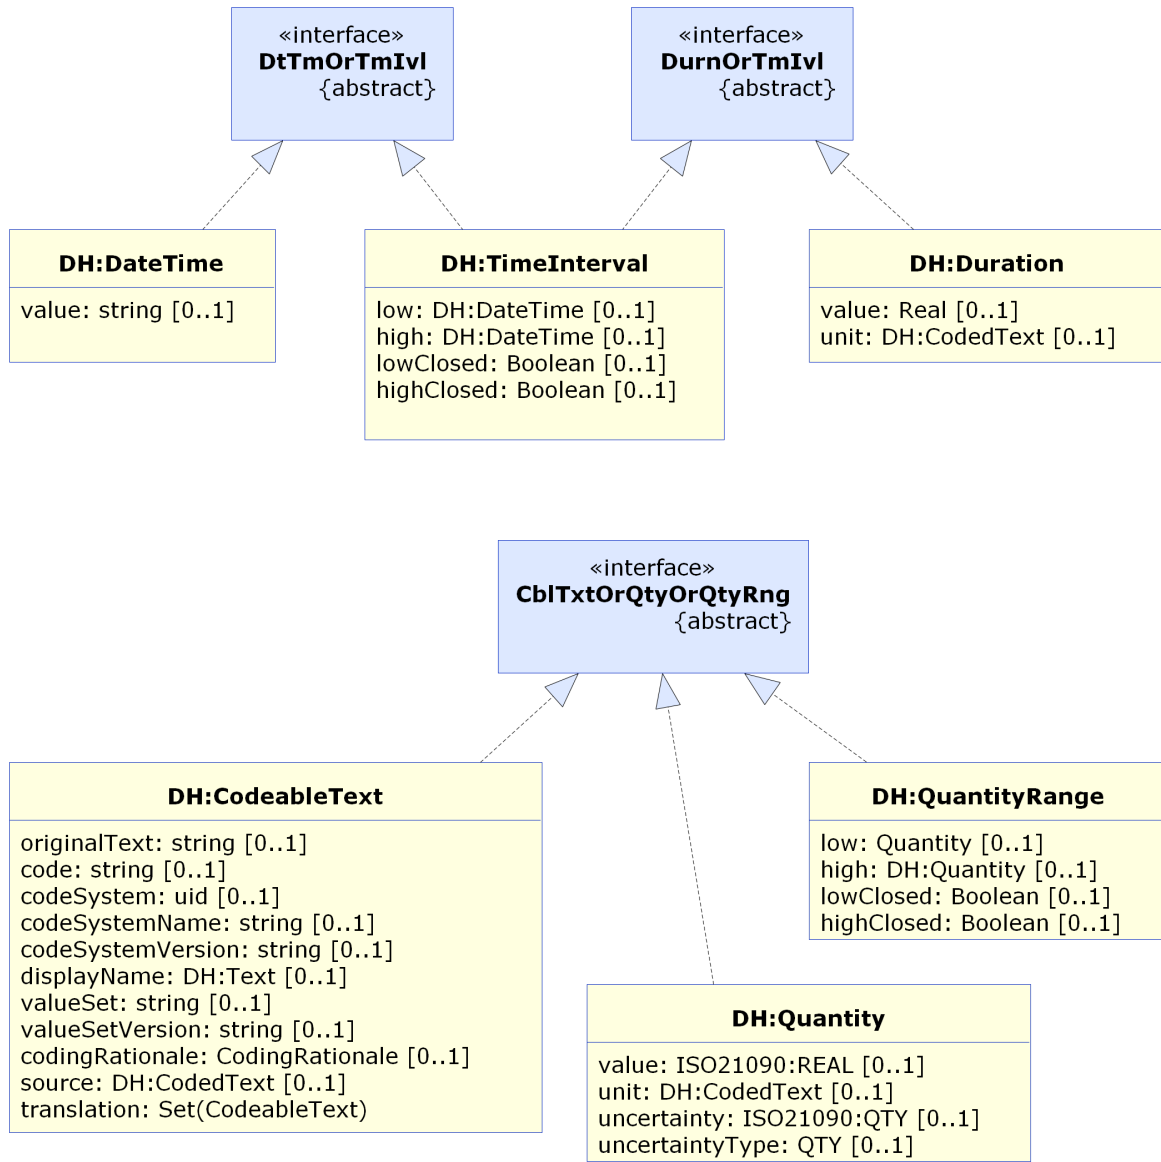 «interface»
DtTmOrTmIvl
{abstract}
«interface»
DurnOrTmIvl
{abstract}
DH:DateTime
value: string [0..1]
DH:TimeInterval
low: DH:DateTime [0..1]
high: DH:DateTime [0..1]
lowClosed: Boolean [0..1]
highClosed: Boolean [0..1]
DH:Duration
value: Real [0..1]
unit: DH:CodedText [0..1]
«interface»
CblTxtOrQtyOrQtyRng
{abstract}
DH:CodeableText
originalText: string [0..1]
code: string [0..1]
codeSystem: uid [0..1]
codeSystemName: string [0..1]
codeSystemVersion: string [0..1]
displayName: DH:Text [0..1]
valueSet: string [0..1]
valueSetVersion: string [0..1]
codingRationale: CodingRationale [0..1]
source: DH:CodedText [0..1]
translation: Set(CodeableText)
DH:QuantityRange
low: Quantity [0..1]
high: DH:Quantity [0..1]
lowClosed: Boolean [0..1]
highClosed: Boolean [0..1]
DH:Quantity
value: ISO21090:REAL [0..1]
unit: DH:CodedText [0..1]
uncertainty: ISO21090:QTY [0..1]
uncertaintyType: QTY [0..1]